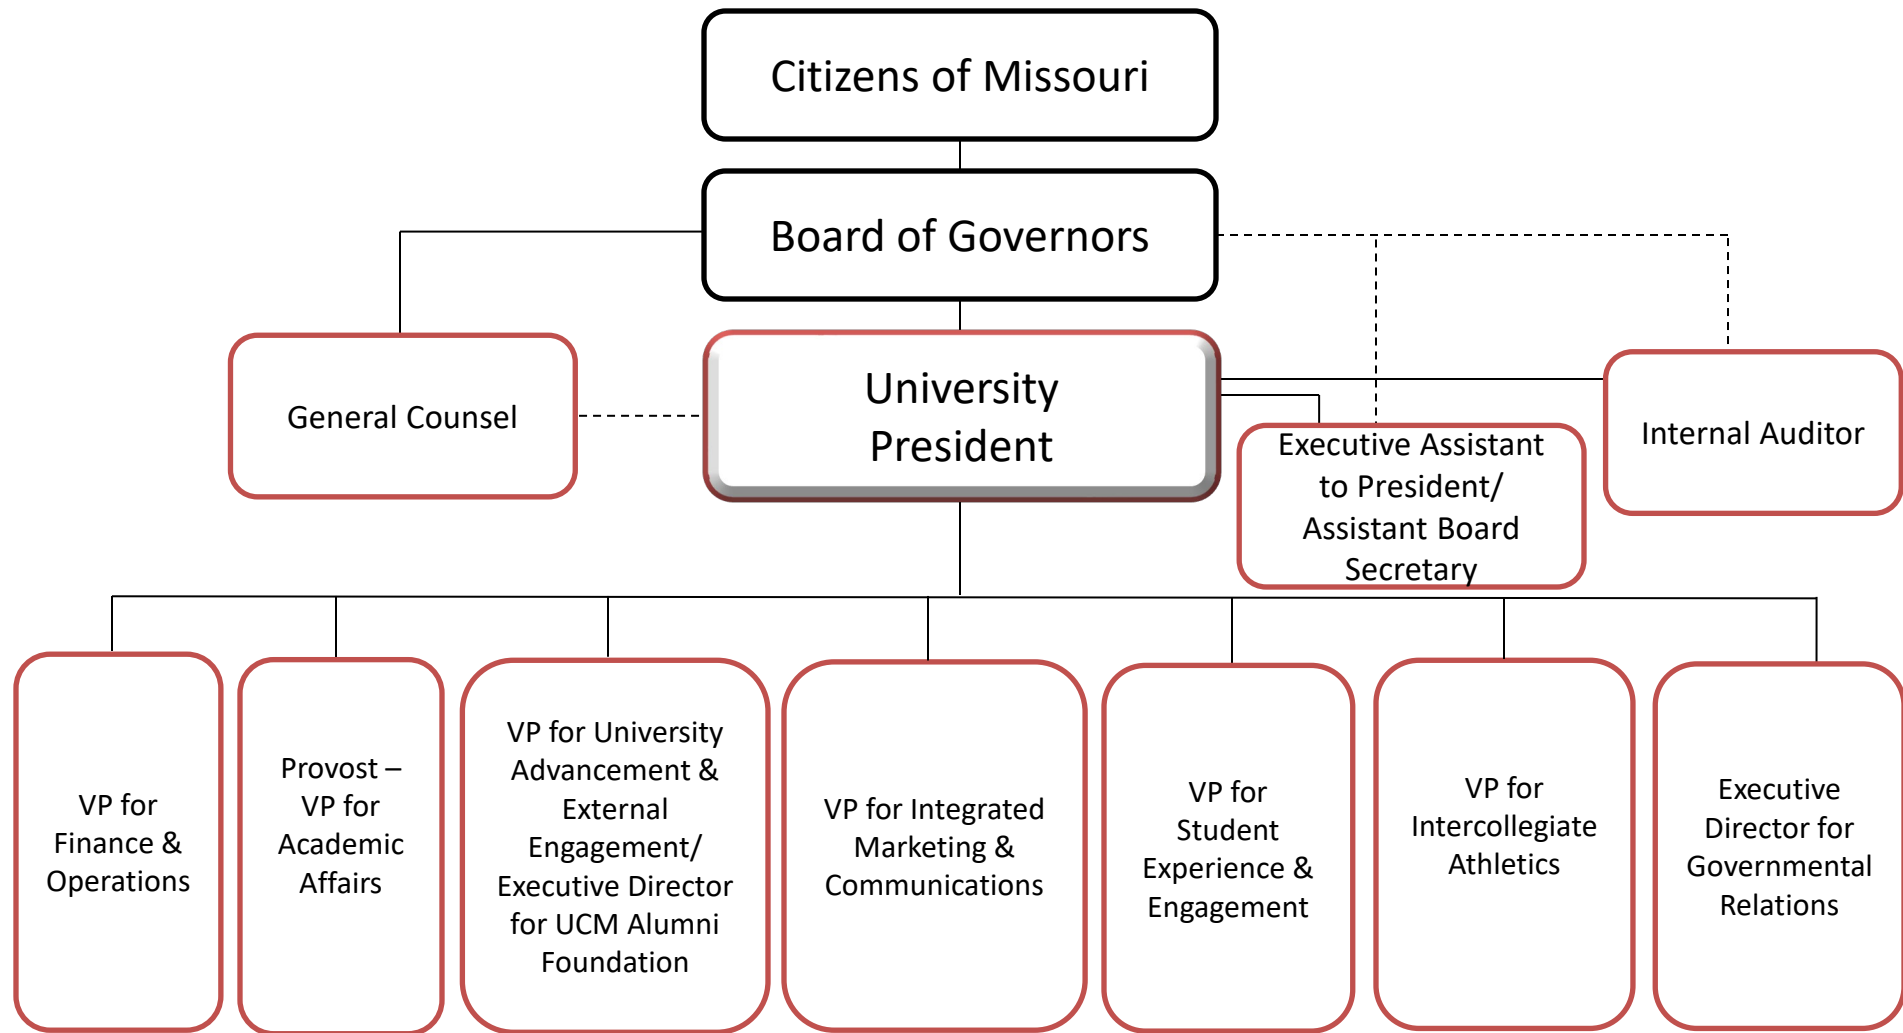 Citizens of Missouri
Board of Governors
General Counsel
University
President
Executive Assistant
to President/
Assistant Board
Secretary
Internal Auditor
VP for
Finance &
Operations
Provost –
VP for
Academic
Affairs
VP for University
Advancement &
External
Engagement/
Executive Director
for UCM Alumni
Foundation
VP for Integrated
Marketing &
Communications
VP for
Student
Experience &
Engagement
VP for
Intercollegiate
Athletics
Executive
Director for
Governmental
Relations